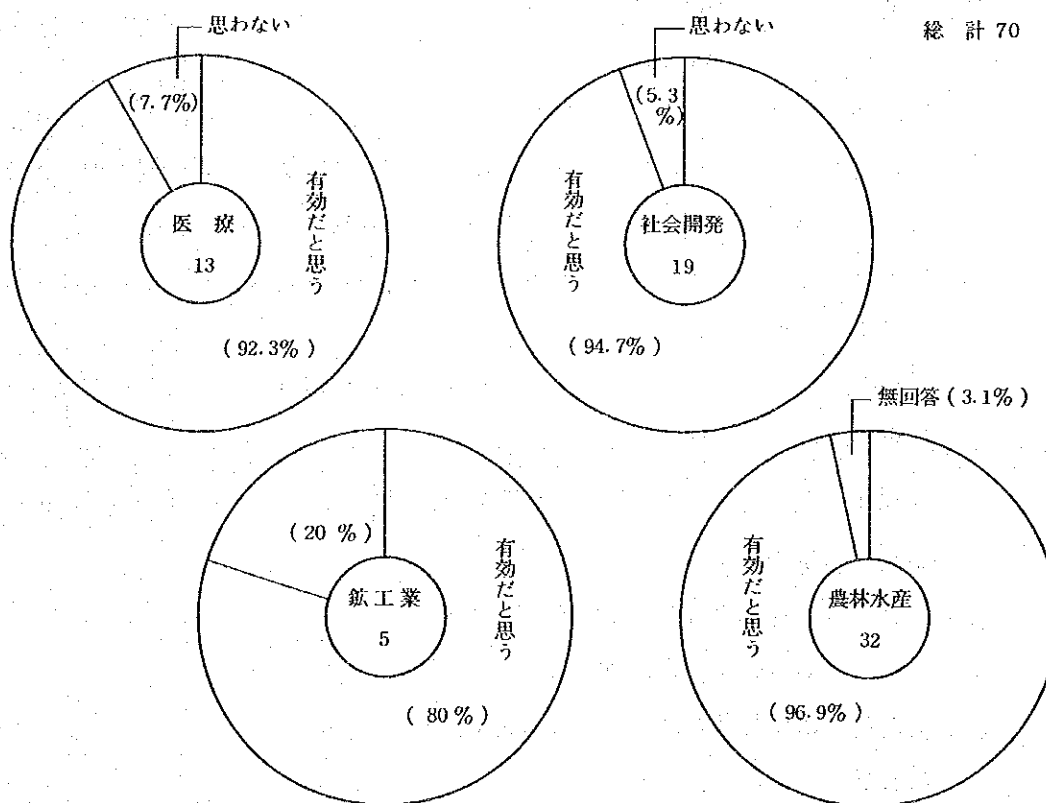 思わない
思わない
総 計 70
(7.7%)
(5.3
%)
有効だと思う
有効だと思う
医 療
13
社会開発
19
(92.3%)
(94.7%)
無回答(3.1%)
(20 %)
有効だと思う
有効だと思う
鉱工業
5
農林水産
32
(80%)
(96.9%)